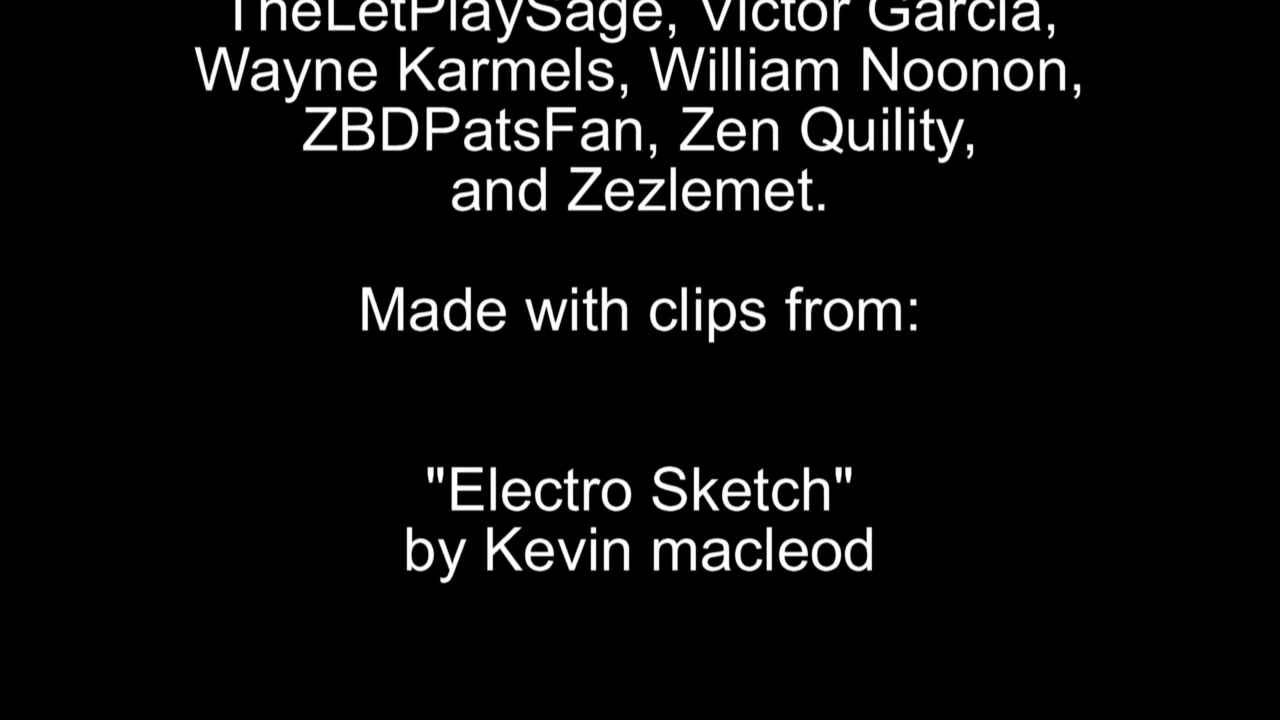 TheLetPlaySage, Victor Garcia,
Wayne Karmels, William Noonon,
ZBDPatsFan, Zen Quility,
and Zezlemet.
Made with clips from:
"Electro Sketch"
by Kevin macleod